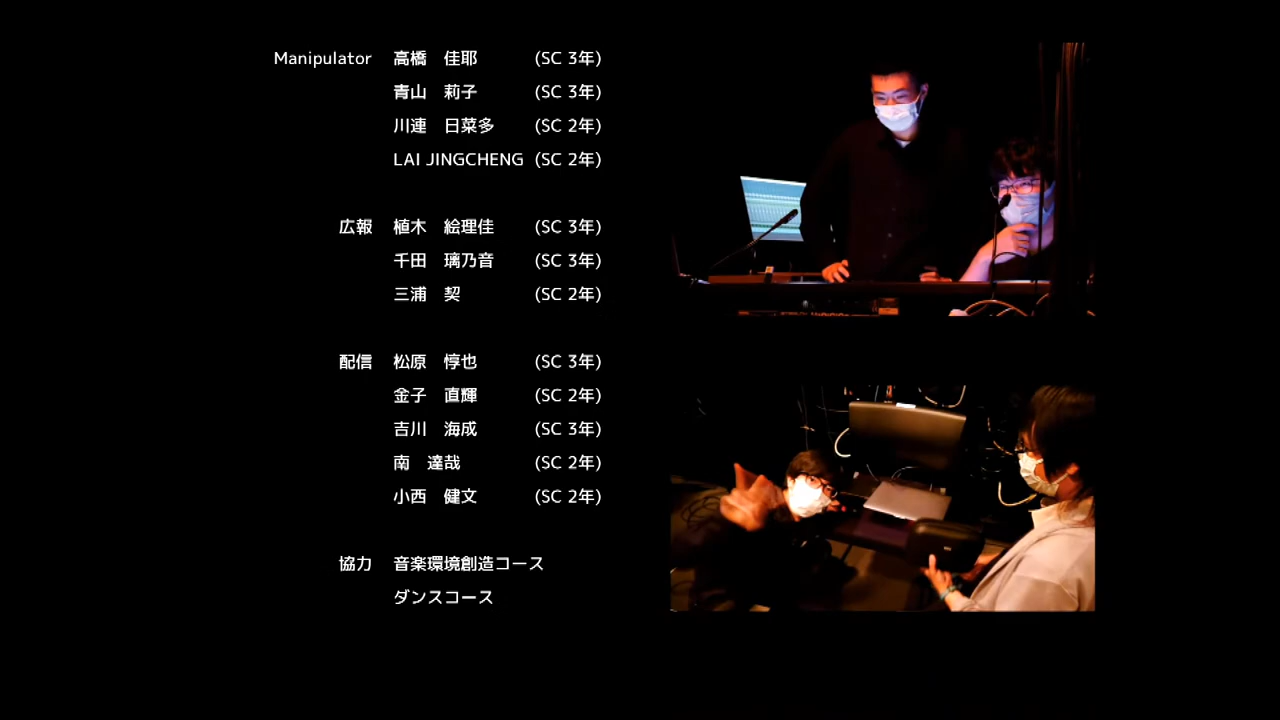 Manipulator 高橋 佳耶 (SC 3年)
青山 莉子 (SC 3年)
川連 日菜多 (SC 2年)
LAI JINGCHENG (SC 2年)
広報 植木 絵理佳 (SC 3年)
千田 璃乃音 (SC 3年)
三浦 契 (SC 2年)
配信 松原 惇也 (SC 3年)
金子 直輝 (SC 2年)
吉川 海成 (SC 3年)
南 達哉 (SC 2年)
小西 健文 (SC 2年)
協力 音楽環境創造コース
ダンスコース